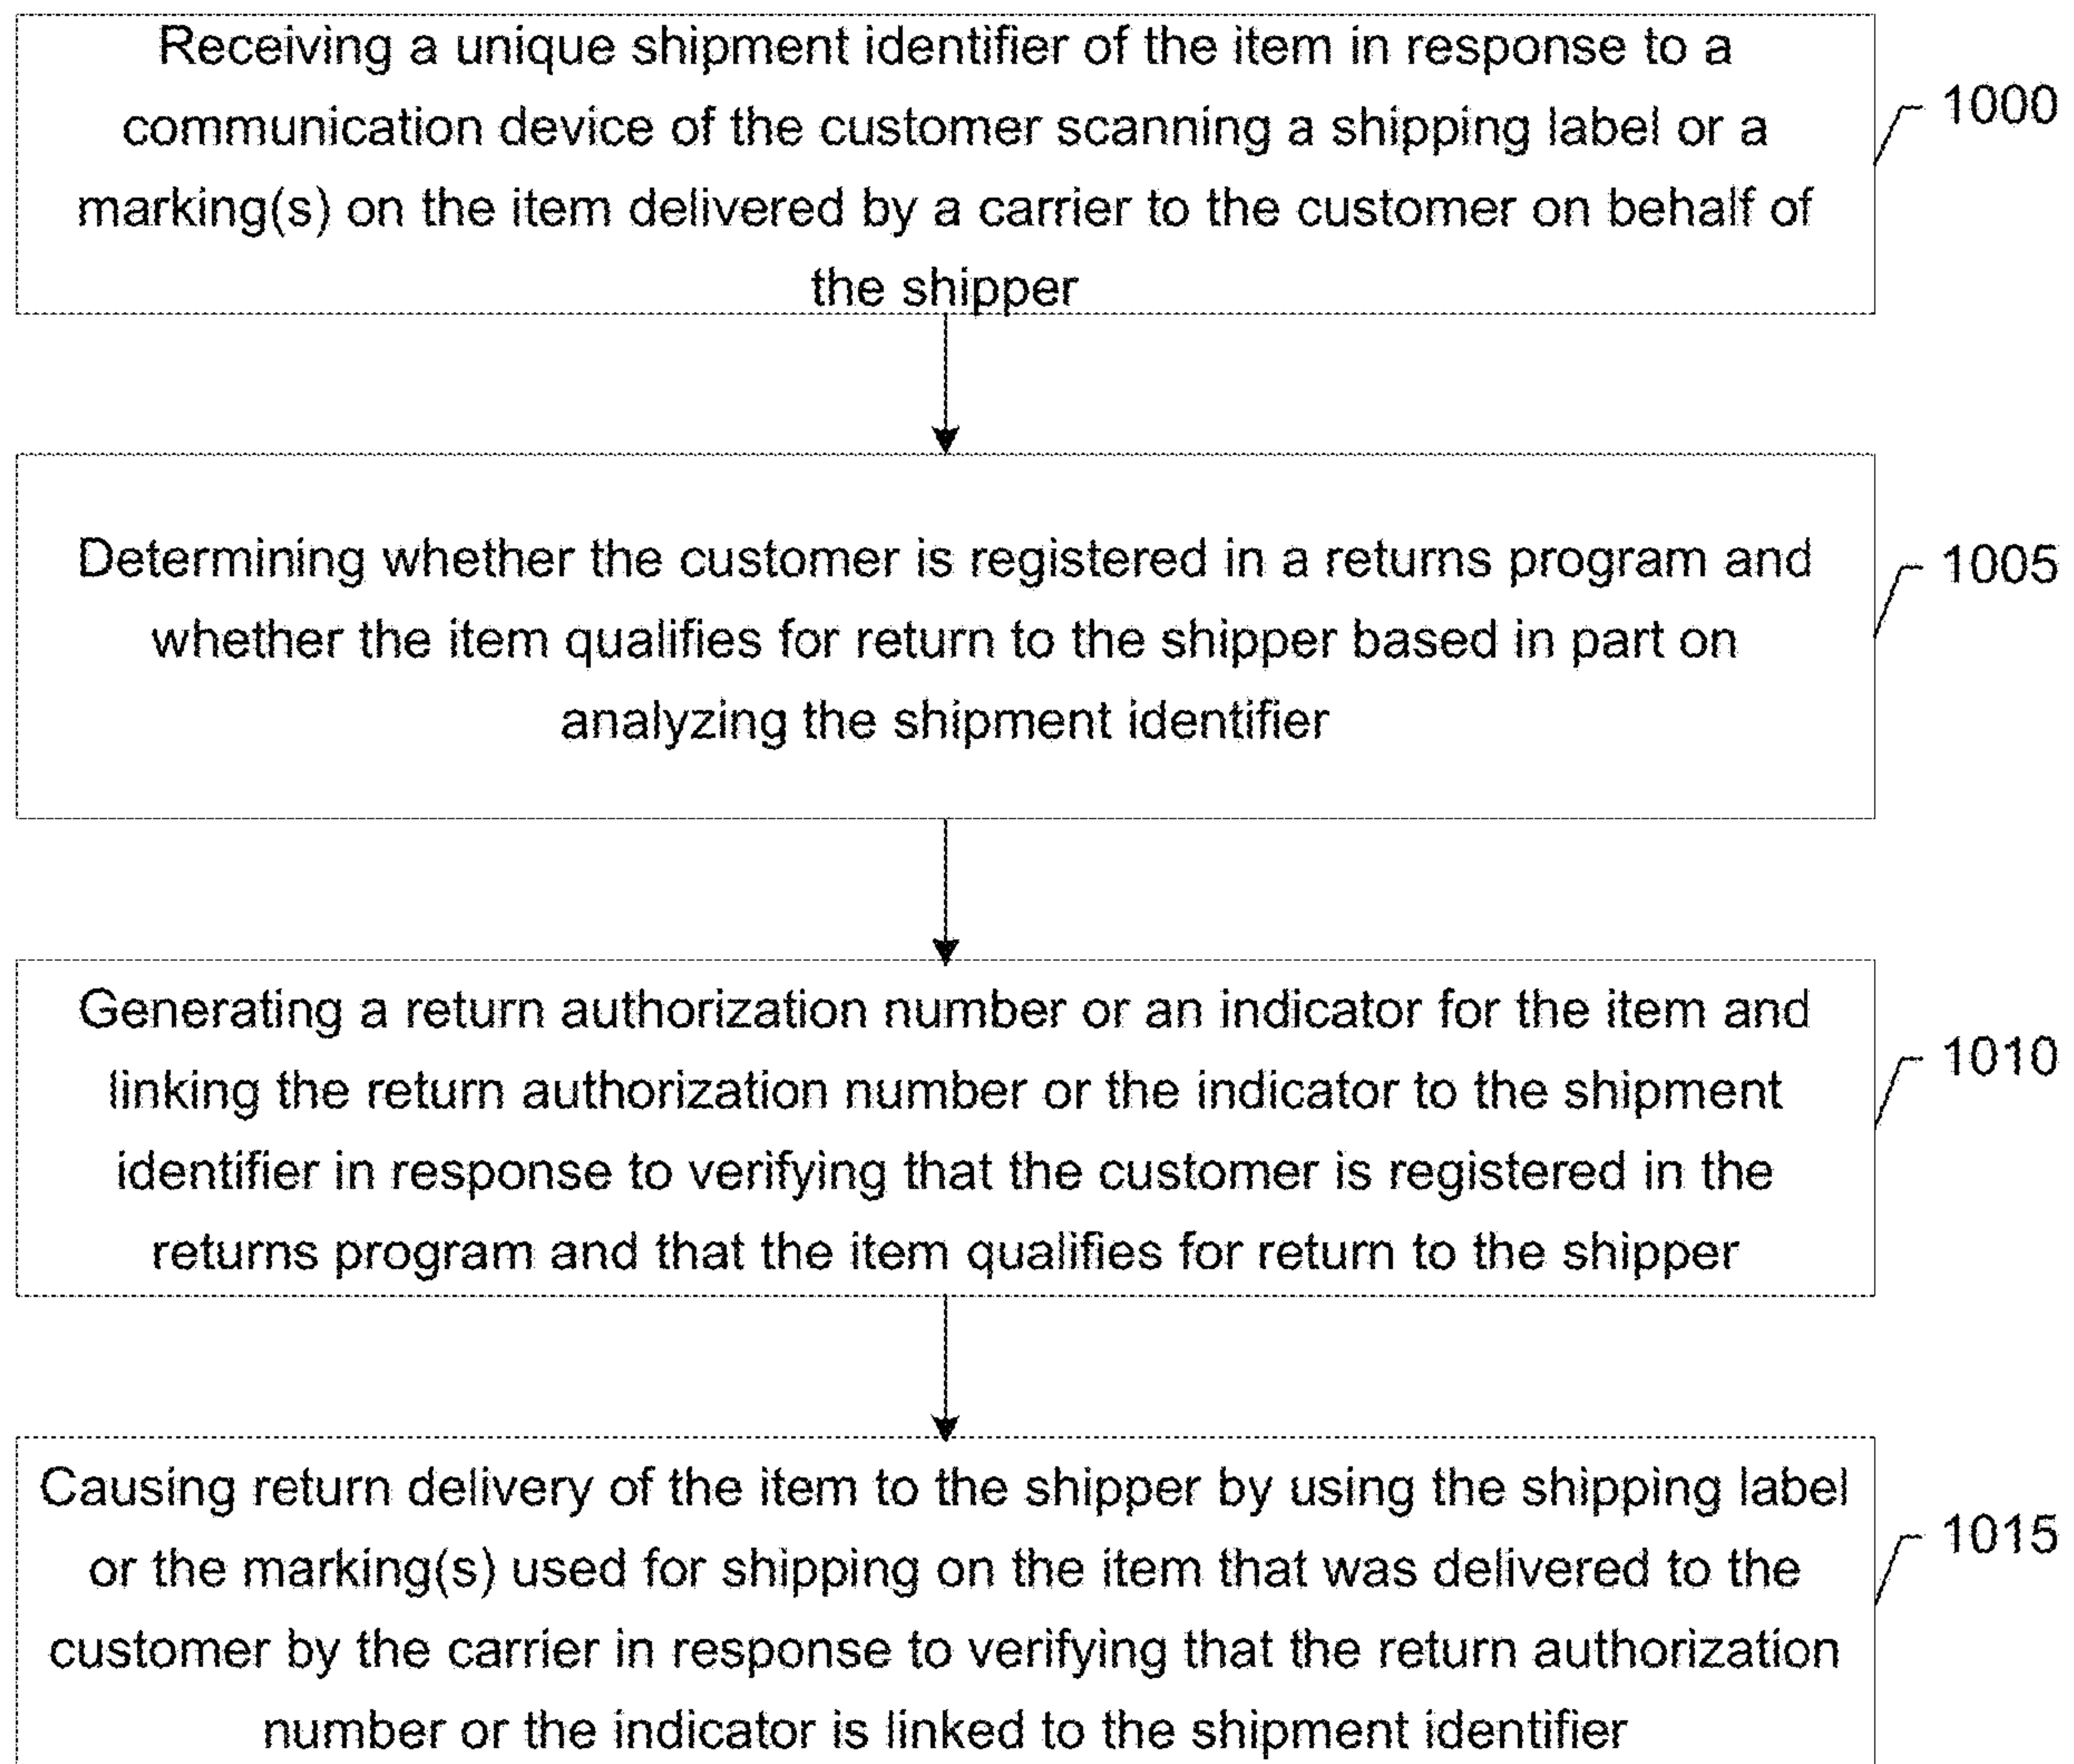 Receiving a unique shipment identifier of the item in response to a
communication device of the customer scanning a shipping label or a
marking(s) on the item delivered by a carrier to the customer on behalf of
the shipper
1000
Determining whether the customer is registered in a returns program and
whether the item qualifies for return to the shipper based in part on
analyzing the shipment identifier
1005
Generating a return authorization number or an indicator for the item and
linking the return authorization number or the indicator to the shipment
identifier in response to verifying that the customer is registered in the
returns program and that the item qualifies for return to the shipper
1010
Causing return delivery of the item to the shipper by using the shipping label
or the marking(s) used for shipping on the item that was delivered to the
customer by the carrier in response to verifying that the return authorization
number or the indicator is linked to the shipment identifier
1015